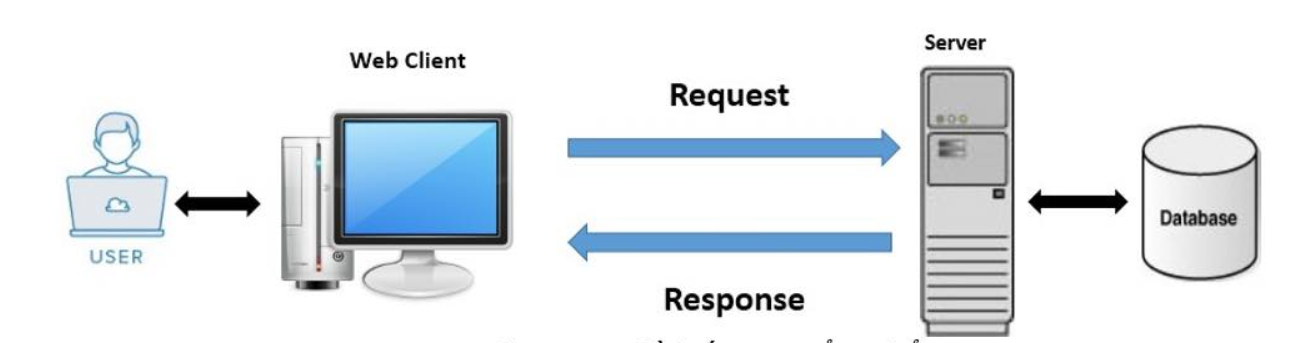 Server
Web Client
Request
USER
Database
Response